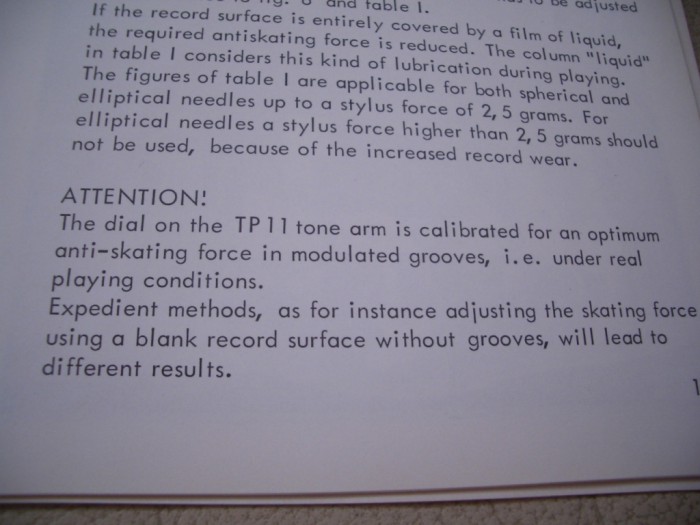 and table I.
be adjusted
If the record surface is entirely covered by a film of liquid,
the required antiskating force is reduced. The column "liquid"
in table I considers this kind of lubrication during playing.
The figures of table I are applicable for both spherical and
elliptical needles up to a stylus force of 2,5 grams. For
elliptical needles a stylus force higher than 2,5 grams should
not be used, because of the increased record wear.
ATTENTION!
The dial on the TP 11 tone arm is calibrated for an optimum
anti-skating force in modulated grooves, i.e. under real
playing conditions.
Expedient methods, as for instance adjusting the skating force
using a blank record surface without grooves, will lead to
different results.